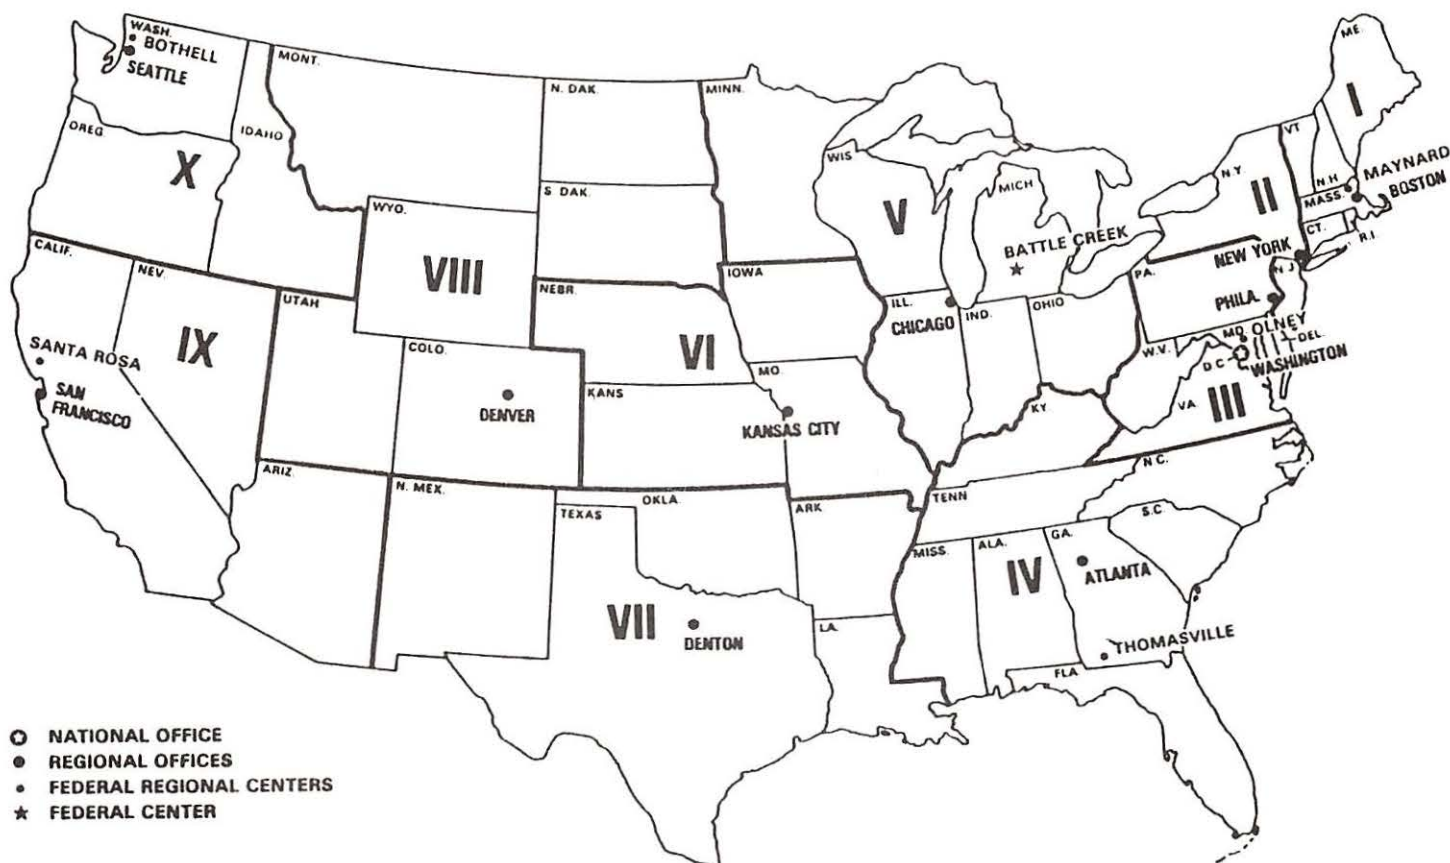 WASH.
BOTHELL
SEATTLE
MONT.
N. DAK.
MINN.
ME.
I
OREG.
IDAHO
X
WIS
VT
N.Y.
N.H
MAYNARD
BOSTON
MASS.
S DAK.
MICH
II
CT.
R.I.
WYO.
V
BATTLE CREEK
NEW YORK
CALIF.
NEV.
VIII
IOWA
PA.
N J
UTAH
NEBR.
ILL.
CHICAGO
IND.
OHIO
PHILA.
IX
VI
MD.
OLNEY
DEL.
SANTA ROSA
COLO.
W.V.
D.C
WASHINGTON
SAN
FRANCISCO
DENVER
KANS
MO.
KANSAS CITY
KY.
VA
III
ARIZ.
N. MEX.
OKLA.
TEXAS
ARK
TENN
N C.
S.C.
MISS.
ALA.
GA.
IV
ATLANTA
VII
DENTON
LA.
THOMASVILLE
FLA
NATIONAL OFFICE
REGIONAL OFFICES
FEDERAL REGIONAL CENTERS
FEDERAL CENTER